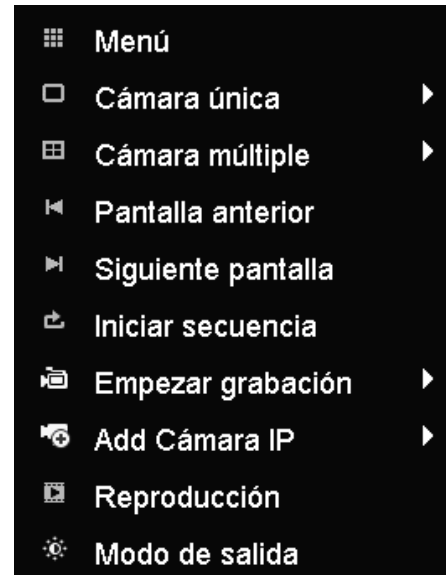 Menú
Cámara única
Cámara múltiple
Pantalla anterior
Siguiente pantalla
Iniciar secuencia
Empezar grabación
Add Cámara IP
Reproducción
Modo de salida